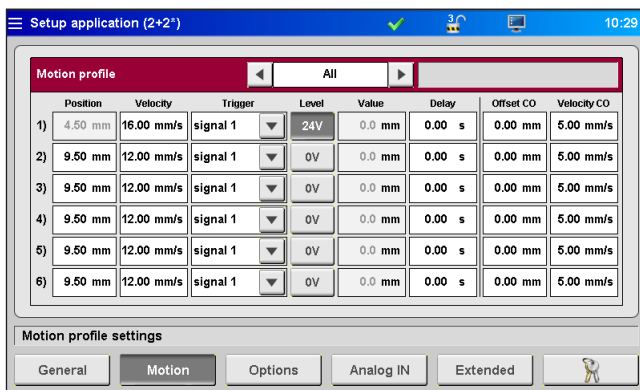 Setup application (2+2*) 3 10:29
Motion profile All
Position Velocity Trigger Level Value Delay Offset CO Velocity CO
1) 4.50 mm 16.00 mm/s signal 1 24V 0.0 mm 0.00 s 0.00 mm 5.00 mm/s
2) 9.50 mm 12.00 mm/s signal 1 0V 0.0 mm 0.00 s 0.00 mm 5.00 mm/s
3) 9.50 mm 12.00 mm/s signal 1 0V 0.0 mm 0.00 s 0.00 mm 5.00 mm/s
4) 9.50 mm 12.00 mm/s signal 1 0V 0.0 mm 0.00 s 0.00 mm 5.00 mm/s
5) 9.50 mm 12.00 mm/s signal 1 0V 0.0 mm 0.00 s 0.00 mm 5.00 mm/s
6) 9.50 mm 12.00 mm/s signal 1 0V 0.0 mm 0.00 s 0.00 mm 5.00 mm/s
Motion profile settings
General Motion Options Analog IN Extended